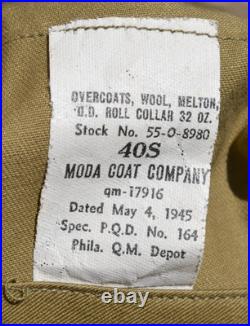 OVERCOATS, WOOL, MELTON,
O.D. ROLL COLLAR 32 OZ.
Stock No. 55-O-8980
40S
MODA COAT COMPANY
qm-17916
Dated May 4, 1945
Spec. P.Q.D. No. 164
Phila. Q.M. Depot